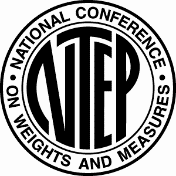 • NATIONAL CONFERENCE •
ON WEIGHTS AND MEASURES
NTEP